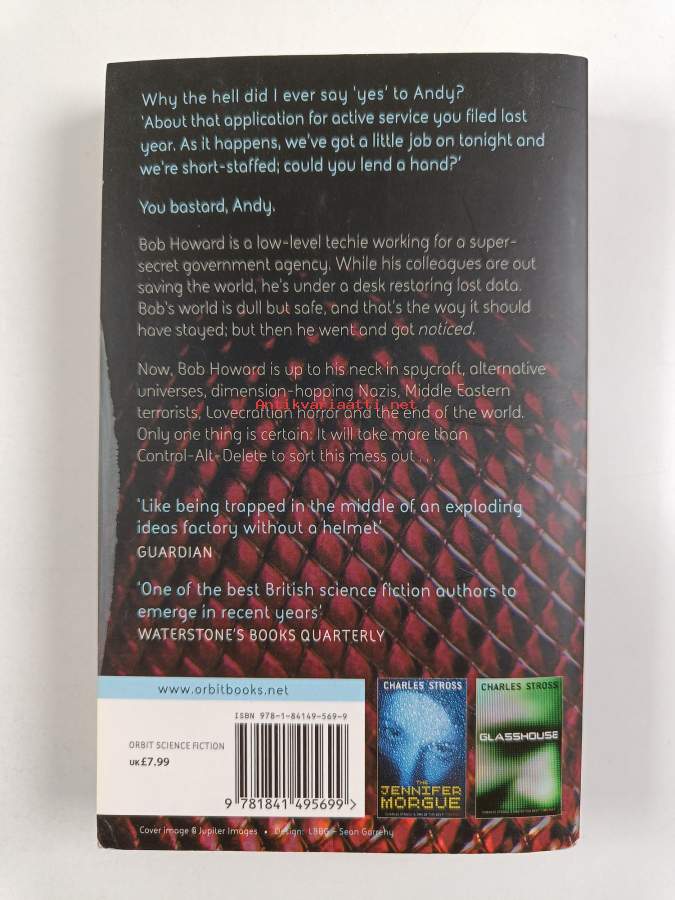 Why the hell did I ever say 'yes' to Andy?
'About that application for active service you filed last
year. As it happens, we've got a little job on tonight and
we're short-staffed; could you lend a hand?'
You bastard, Andy.
Bob Howard is a low-level techie working for a super-
secret government agency. While his colleagues are out
saving the world, he's under a desk restoring lost data.
Bob's world is dull but safe, and that's the way it should
have stayed; but then he went and got noticed.
Now, Bob Howard is up to his neck in spycraft, alternative
universes, dimension-hopping Nazis, Middle Eastern
Antikvariaatti.net
terrorists, Lovecraftian horror and the end of the world.
Only one thing is certain: It will take more than
Control-Alt-Delete to sort this mess out . . .
'Like being trapped in the middle of an exploding
ideas factory without a helmet'
GUARDIAN
'One of the best British science fiction authors to
emerge in recent years'
WATERSTONE'S BOOKS QUARTERLY
www.orbitbooks.net
ISBN 978-1-84149-569-9
ORBIT SCIENCE FICTION
UK £7.99
9 781841 495699 >
CHARLES STROSS
THE
JENNIFER
MORGUE
CHARLES STROSS
GLASSHOUSE
Cover image © Jupiter Images • Design: LBBG – Sean Garrehy